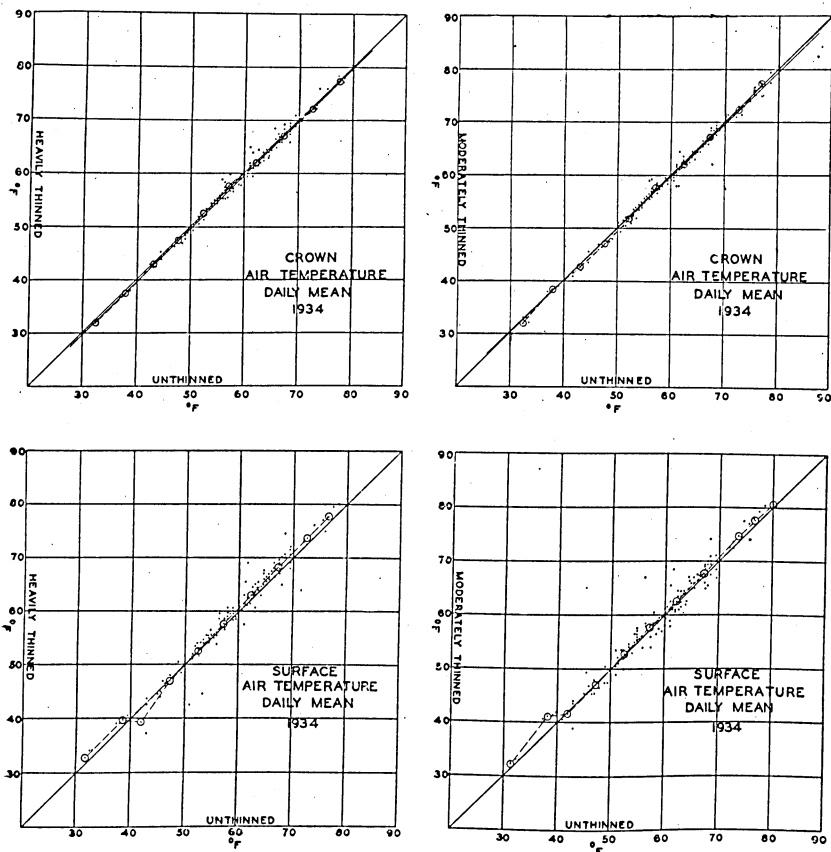 90
80
70
60
50
40
30
HEAVILY THINNED
°F
CROWN
AIR TEMPERATURE
DAILY MEAN
1934
UNTHINNED
30 40 50 60 70 80 90
°F
90
80
70
60
50
40
30
MODERATELY THINNED
°F
CROWN
AIR TEMPERATURE
DAILY MEAN
1934
UNTHINNED
30 40 50 60 70 80 90
°F
90
80
70
60
50
40
30
HEAVILY THINNED
°F
SURFACE
AIR TEMPERATURE
DAILY MEAN
1934
UNTHINNED
30 40 50 60 70 80 90
°F
90
80
70
60
50
40
30
MODERATELY THINNED
°F
SURFACE
AIR TEMPERATURE
DAILY MEAN
1934
UNTHINNED
30 40 50 60 70 80 90
°F